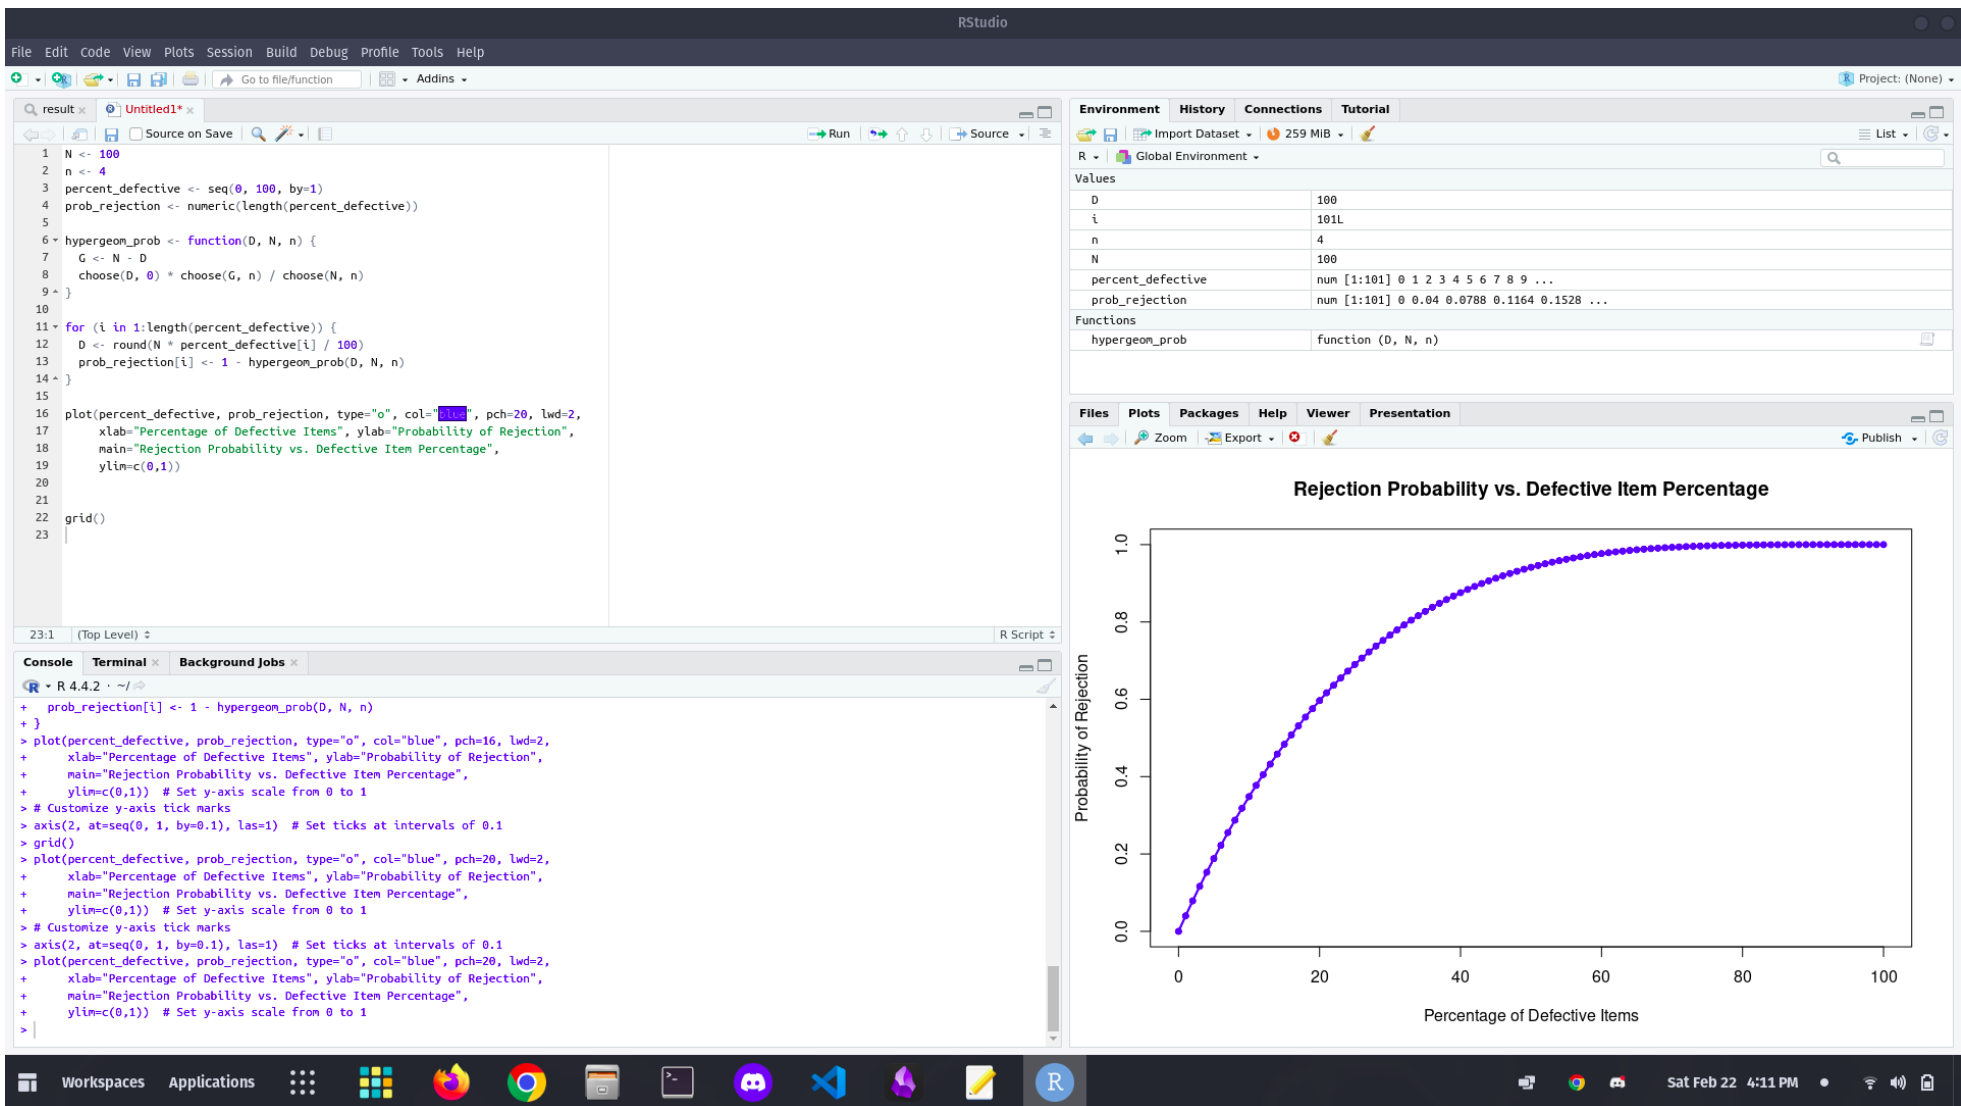 RStudio
File Edit Code View Plots Session Build Debug Profile Tools Help
Go to file/function Addins Project: (None)
result Untitled1*
Source on Save Run Source
1 N <- 100
2 n <- 4
3 percent_defective <- seq(0, 100, by=1)
4 prob_rejection <- numeric(length(percent_defective))
5
6 hypergeom_prob <- function(D, N, n) {
7 G <- N - D
8 choose(D, 0) * choose(G, n) / choose(N, n)
9 }
10
11 for (i in 1:length(percent_defective)) {
12 D <- round(N * percent_defective[i] / 100)
13 prob_rejection[i] <- 1 - hypergeom_prob(D, N, n)
14 }
15
16 plot(percent_defective, prob_rejection, type="o", col="blue", pch=20, lwd=2,
17 xlab="Percentage of Defective Items", ylab="Probability of Rejection",
18 main="Rejection Probability vs. Defective Item Percentage",
19 ylim=c(0,1))
20
21
22 grid()
23
23:1 (Top Level) R Script
Console Terminal Background Jobs
R 4.4.2 · ~/
+ prob_rejection[i] <- 1 - hypergeom_prob(D, N, n)
+ }
> plot(percent_defective, prob_rejection, type="o", col="blue", pch=16, lwd=2,
+ xlab="Percentage of Defective Items", ylab="Probability of Rejection",
+ main="Rejection Probability vs. Defective Item Percentage",
+ ylim=c(0,1)) # Set y-axis scale from 0 to 1
> # Customize y-axis tick marks
> axis(2, at=seq(0, 1, by=0.1), las=1) # Set ticks at intervals of 0.1
> grid()
> plot(percent_defective, prob_rejection, type="o", col="blue", pch=20, lwd=2,
+ xlab="Percentage of Defective Items", ylab="Probability of Rejection",
+ main="Rejection Probability vs. Defective Item Percentage",
+ ylim=c(0,1)) # Set y-axis scale from 0 to 1
> # Customize y-axis tick marks
> axis(2, at=seq(0, 1, by=0.1), las=1) # Set ticks at intervals of 0.1
> plot(percent_defective, prob_rejection, type="o", col="blue", pch=20, lwd=2,
+ xlab="Percentage of Defective Items", ylab="Probability of Rejection",
+ main="Rejection Probability vs. Defective Item Percentage",
+ ylim=c(0,1)) # Set y-axis scale from 0 to 1
>
Environment History Connections Tutorial
Import Dataset 259 MiB List
R Global Environment
Values
D 100
i 101L
n 4
N 100
percent_defective num [1:101] 0 1 2 3 4 5 6 7 8 9 ...
prob_rejection num [1:101] 0 0.04 0.0788 0.1164 0.1528 ...
Functions
hypergeom_prob function (D, N, n)
Files Plots Packages Help Viewer Presentation
Zoom Export Publish
Rejection Probability vs. Defective Item Percentage
Probability of Rejection
1.0
0.8
0.6
0.4
0.2
0.0
0 20 40 60 80 100
Percentage of Defective Items
Workspaces Applications R Sat Feb 22 4:11 PM